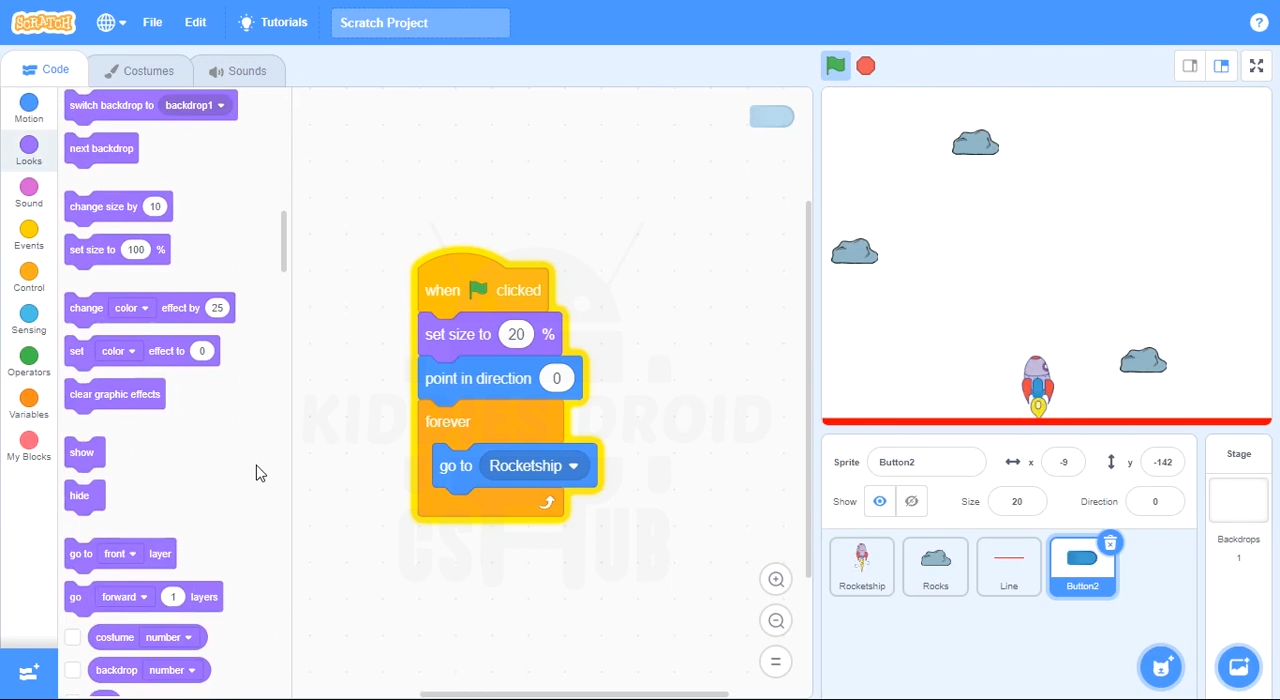 SCRATCH
File
Edit
Tutorials
Scratch Project
?
Code
Costumes
Sounds
Motion
Looks
Sound
Events
Control
Sensing
Operators
Variables
My Blocks
switch backdrop to backdrop1
next backdrop
change size by 10
set size to 100 %
change color effect by 25
set color effect to 0
clear graphic effects
show
hide
go to front layer
go forward 1 layers
costume number
backdrop number
when clicked
set size to 20 %
point in direction 0
forever
go to Rocketship
Sprite Button2 x -9 y -142
Show Size 20 Direction 0
Rocketship
Rocks
Line
Button2
Stage
Backdrops
1